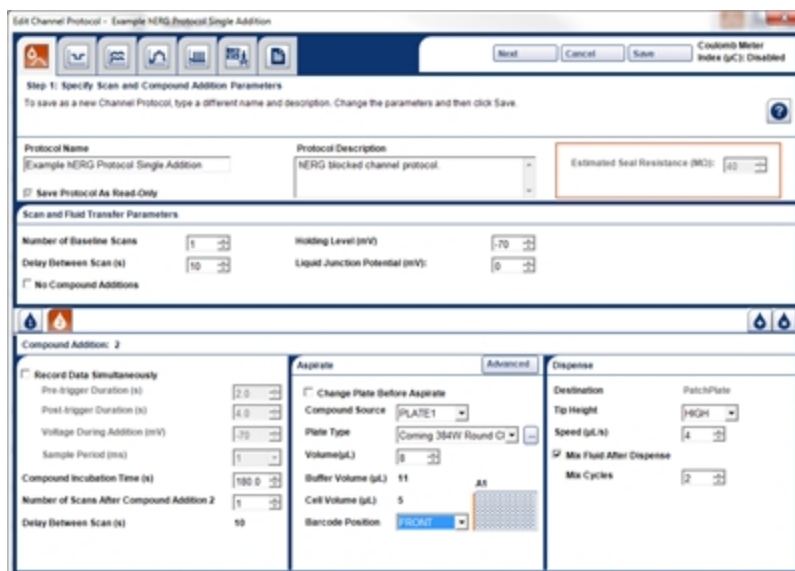 Edit Channel Protocol - Example hERG Protocol Single Addition
Next
Cancel
Save
Coulomb Meter
Index (µC): Disabled
Step 1: Specify Scan and Compound Addition Parameters
To save as a new Channel Protocol, type a different name and description. Change the parameters and then click Save.
Protocol Name
Protocol Description
Example hERG Protocol Single Addition
hERG blocked channel protocol.
Estimated Seal Resistance (MΩ): 40
Save Protocol As Read-Only
Scan and Fluid Transfer Parameters
Number of Baseline Scans 1
Holding Level (mV) -70
Delay Between Scan (s) 10
Liquid Junction Potential (mV): 0
No Compound Additions
Compound Addition: 2
Record Data Simultaneously
Pre-trigger Duration (s) 2.0
Post-trigger Duration (s) 4.0
Voltage During Addition (mV) -70
Sample Period (ms) 1
Compound Incubation Time (s) 180.0
Number of Scans After Compound Addition 2 1
Delay Between Scan (s) 10
Aspirate
Advanced
Change Plate Before Aspirate
Compound Source PLATE1
Plate Type Corning 384W Round Cl ...
Volume(µL) 8
Buffer Volume (µL) 11
A1
Cell Volume (µL) 5
Barcode Position FRONT
Dispense
Destination PatchPlate
Tip Height HIGH
Speed (µL/s) 4
Mix Fluid After Dispense
Mix Cycles 2